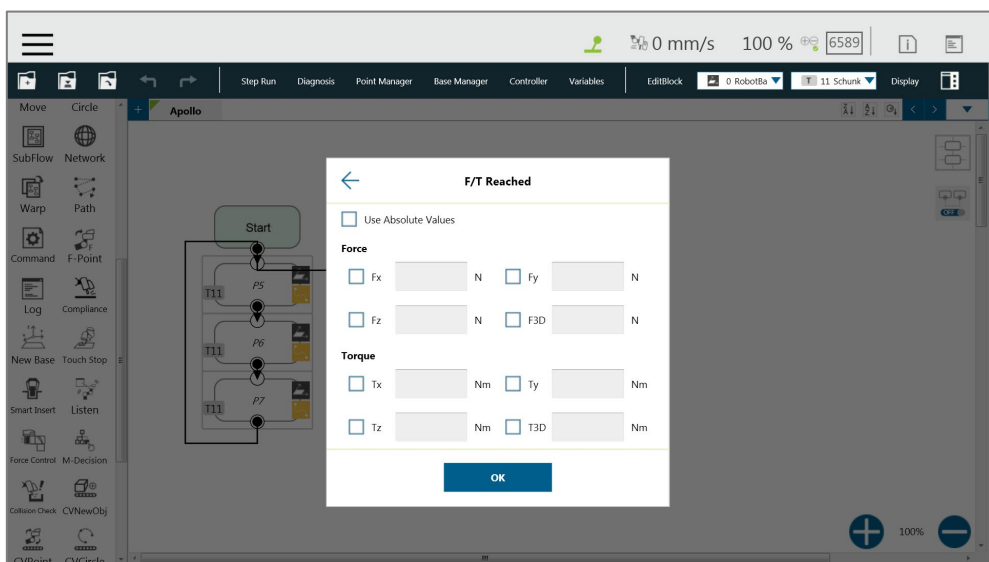 0 mm/s 100 % 6589
Step Run Diagnosis Point Manager Base Manager Controller Variables EditBlock 0 RobotBa T 11 Schunk Display
Move Circle + Apollo
SubFlow Network
Warp Path
Command F-Point
Log Compliance
New Base Touch Stop
Smart Insert Listen
Force Control M-Decision
Collision Check CVNewObj
CVPoint CVCircle
Start
T11 P5
T11 P6
T11 P7
F/T Reached
Use Absolute Values
Force
Fx N Fy N
Fz N F3D N
Torque
Tx Nm Ty Nm
Tz Nm T3D Nm
OK
OFF
100%